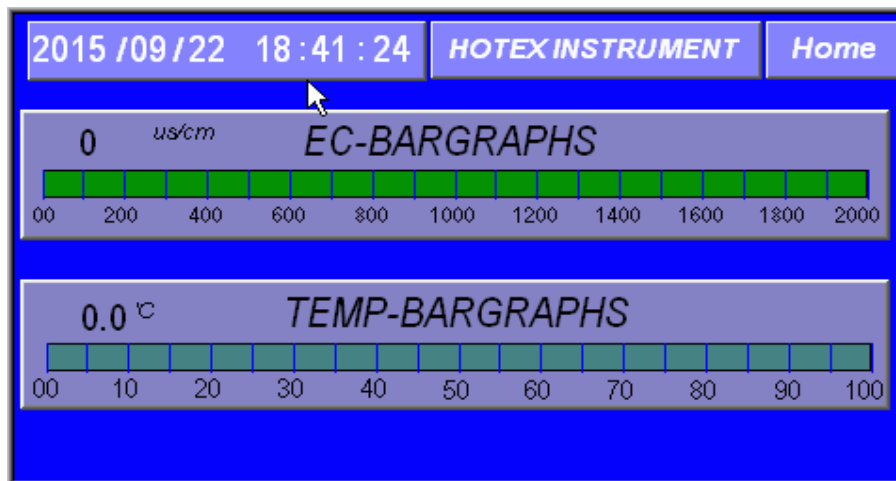 2015/09/22 18:41:24 HOTEX INSTRUMENT Home
0 us/cm EC-BARGRAPHS
00 200 400 600 800 1000 1200 1400 1600 1800 2000
0.0 °C TEMP-BARGRAPHS
00 10 20 30 40 50 60 70 80 90 100